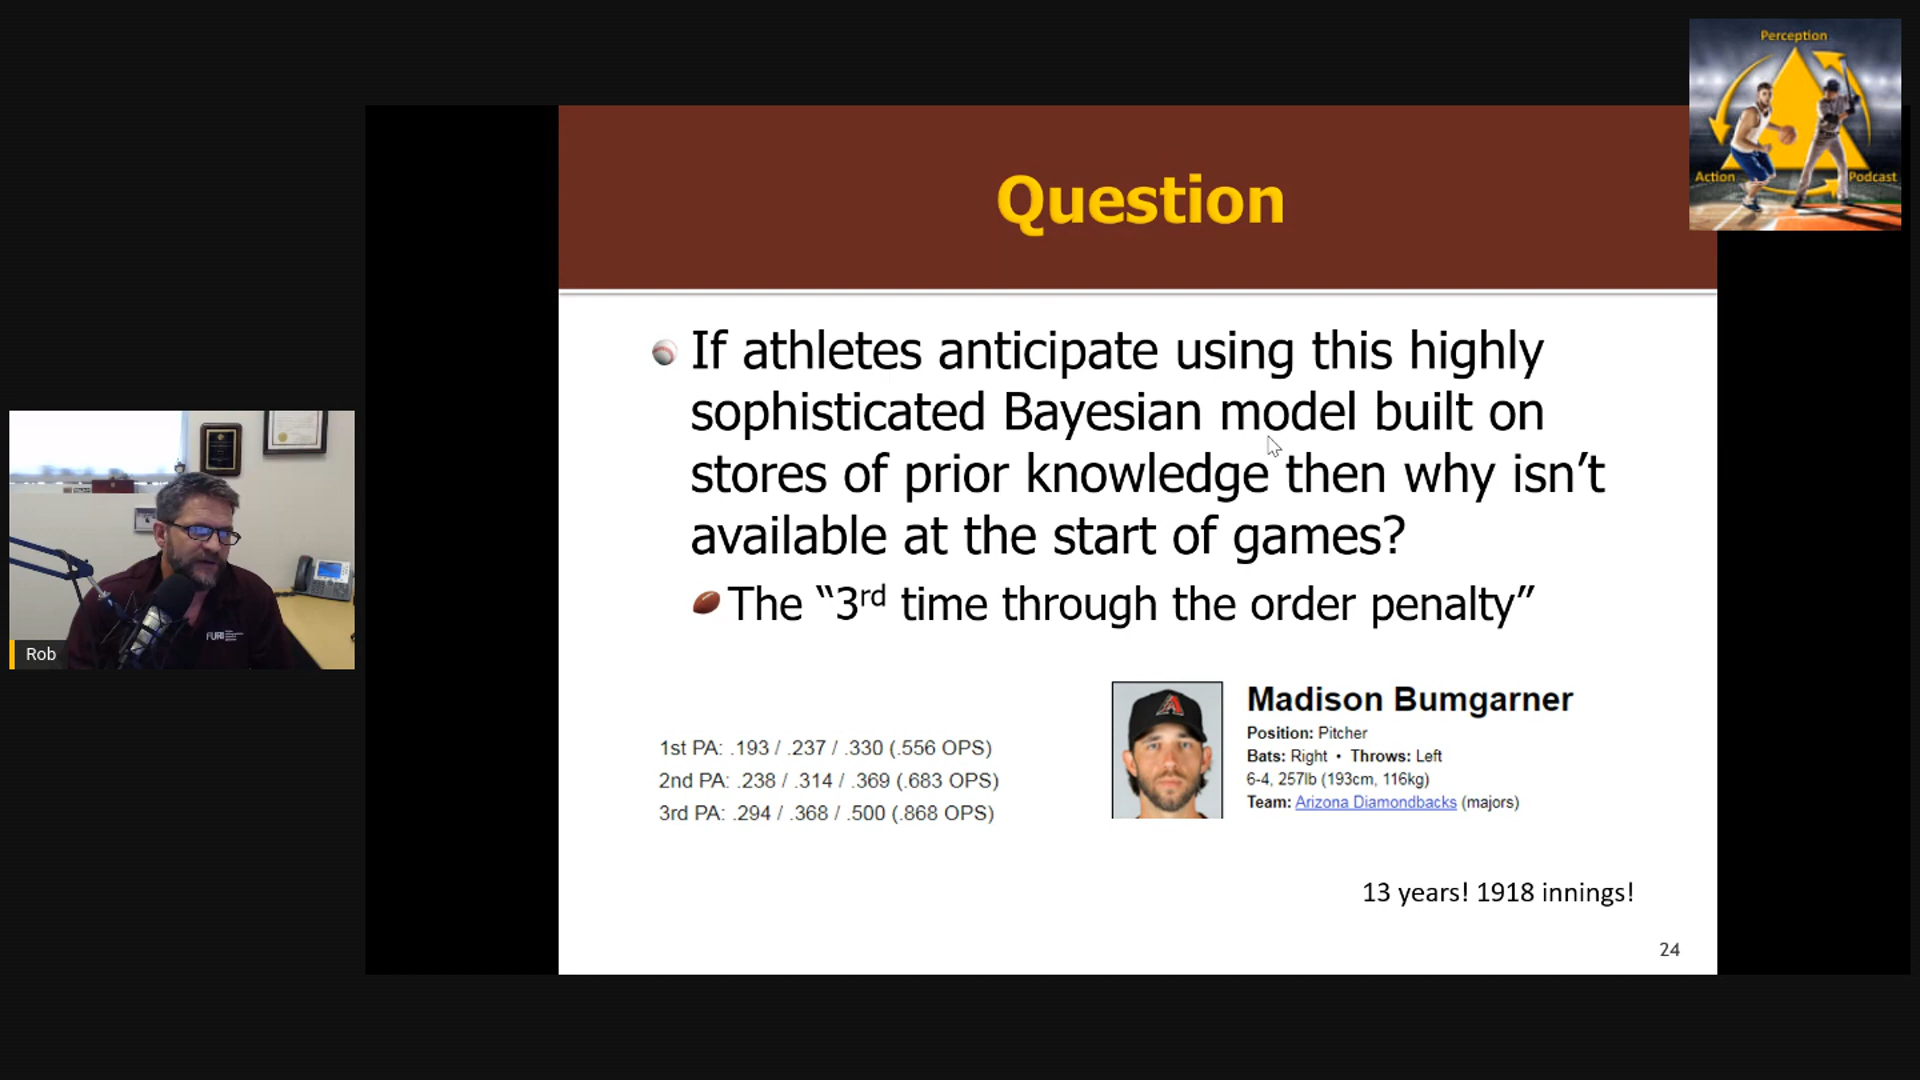 Perception
Action
Podcast
Question
If athletes anticipate using this highly
sophisticated Bayesian model built on
stores of prior knowledge then why isn’t
available at the start of games?
The “3rd time through the order penalty”
1st PA: .193 / .237 / .330 (.556 OPS)
2nd PA: .238 / .314 / .369 (.683 OPS)
3rd PA: .294 / .368 / .500 (.868 OPS)
Madison Bumgarner
Position: Pitcher
Bats: Right • Throws: Left
6-4, 257lb (193cm, 116kg)
Team: Arizona Diamondbacks (majors)
13 years! 1918 innings!
24
FURI
Rob